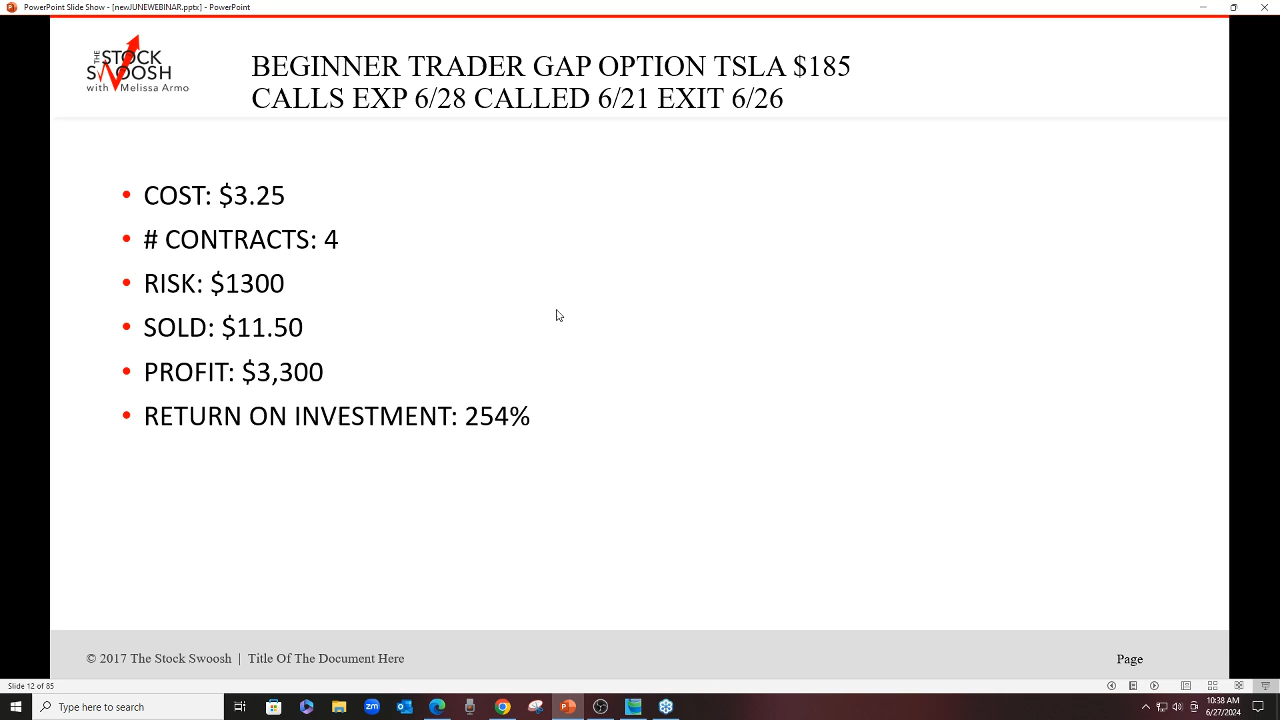 PowerPoint Slide Show - [newJUNEWEBINAR.pptx] - PowerPoint
THE
STOCK
SWOOSH
with Melissa Armo
BEGINNER TRADER GAP OPTION TSLA $185
CALLS EXP 6/28 CALLED 6/21 EXIT 6/26
• COST: $3.25
• # CONTRACTS: 4
• RISK: $1300
• SOLD: $11.50
• PROFIT: $3,300
• RETURN ON INVESTMENT: 254%
© 2017 The Stock Swoosh | Title Of The Document Here
Page
Slide 12 of 85
Type here to search
zm
10:38 AM
6/27/2024